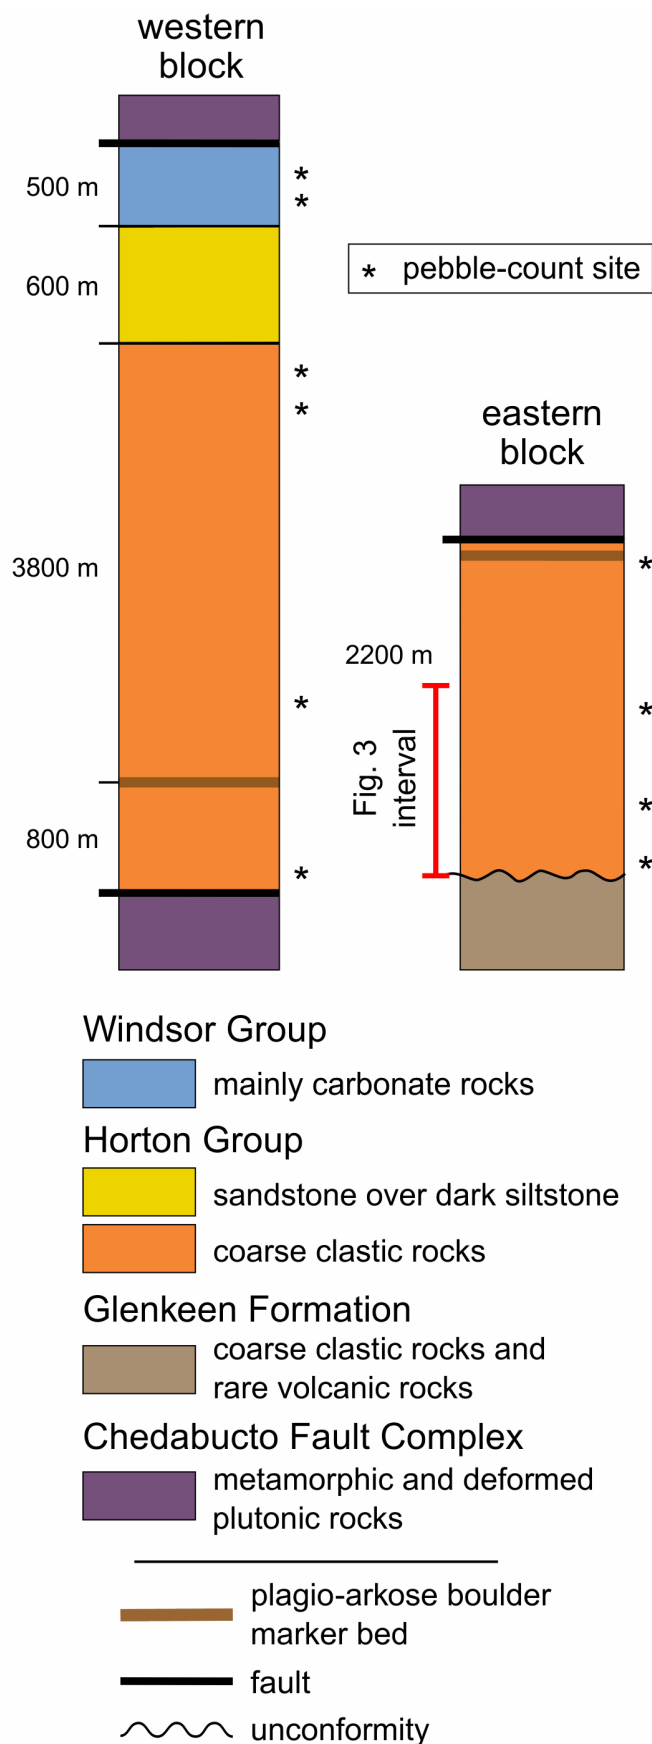 western
block
500 m
*
*
600 m
* pebble-count site
*
*
3800 m
*
800 m
*
eastern
block
*
2200 m
Fig. 3
interval
*
*
*
Windsor Group
mainly carbonate rocks
Horton Group
sandstone over dark siltstone
coarse clastic rocks
Glenkeen Formation
coarse clastic rocks and
rare volcanic rocks
Chedabucto Fault Complex
metamorphic and deformed
plutonic rocks
plagio-arkose boulder
marker bed
fault
unconformity